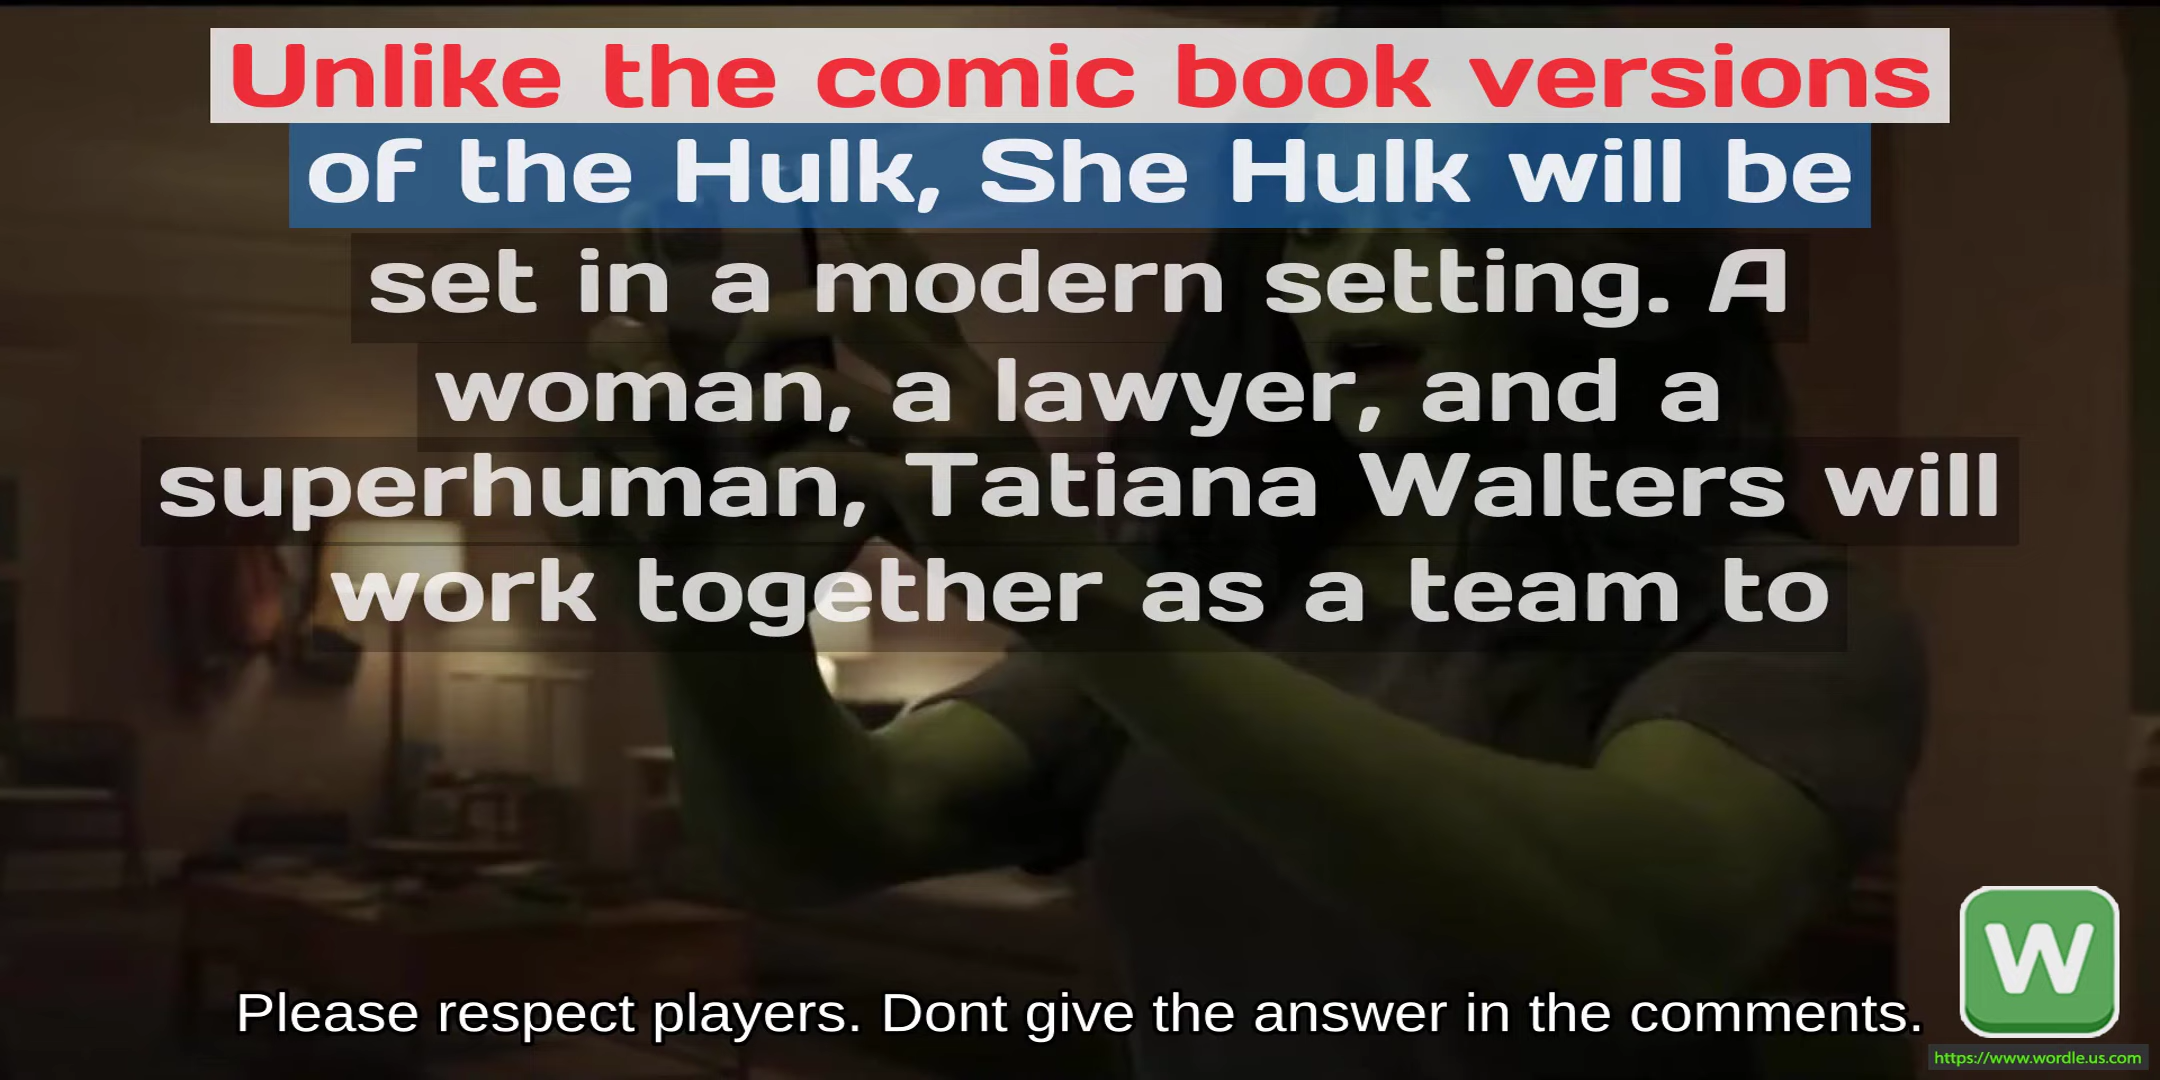 Unlike the comic book versions
of the Hulk, She Hulk will be
set in a modern setting. A
woman, a lawyer, and a
superhuman, Tatiana Walters will
work together as a team to
Please respect players. Dont give the answer in the comments.
W
https://www.wordle.us.com